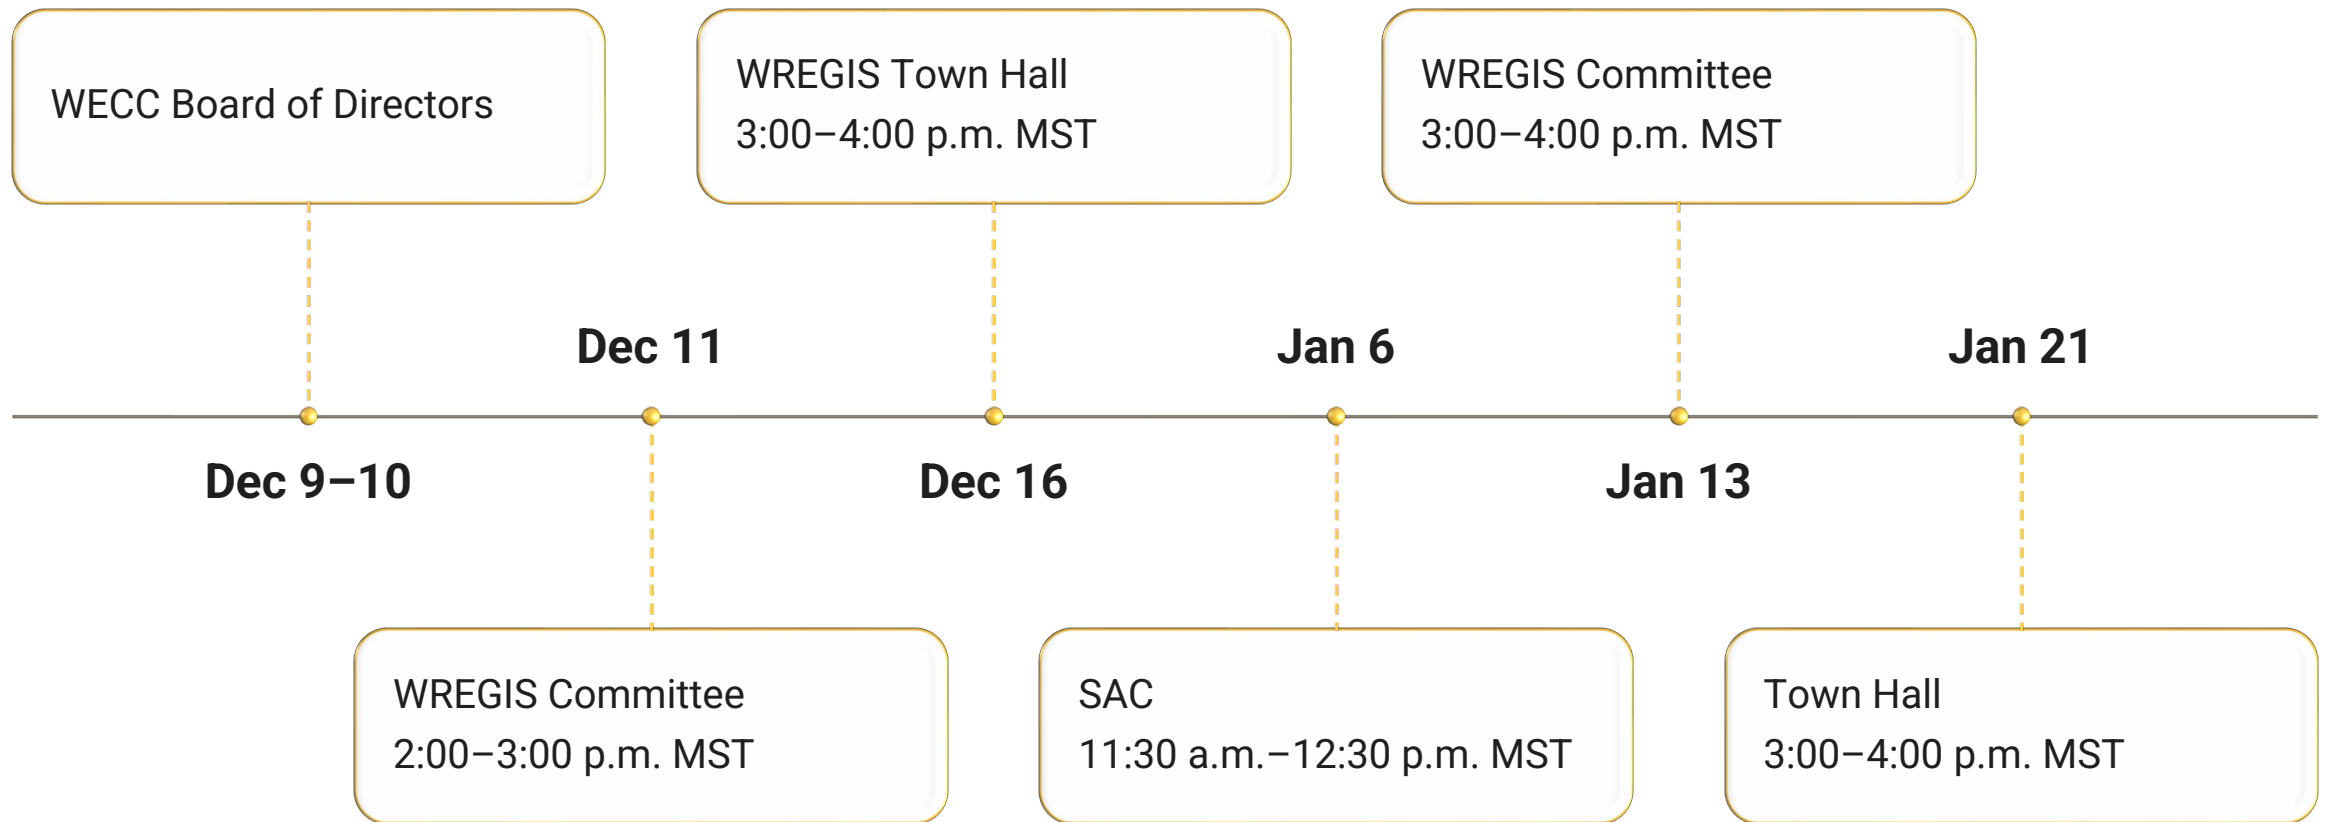 WECC Board of Directors
WREGIS Town Hall
3:00–4:00 p.m. MST
WREGIS Committee
3:00–4:00 p.m. MST
Dec 11
Jan 6
Jan 21
Dec 9–10
Dec 16
Jan 13
WREGIS Committee
2:00–3:00 p.m. MST
SAC
11:30 a.m.–12:30 p.m. MST
Town Hall
3:00–4:00 p.m. MST